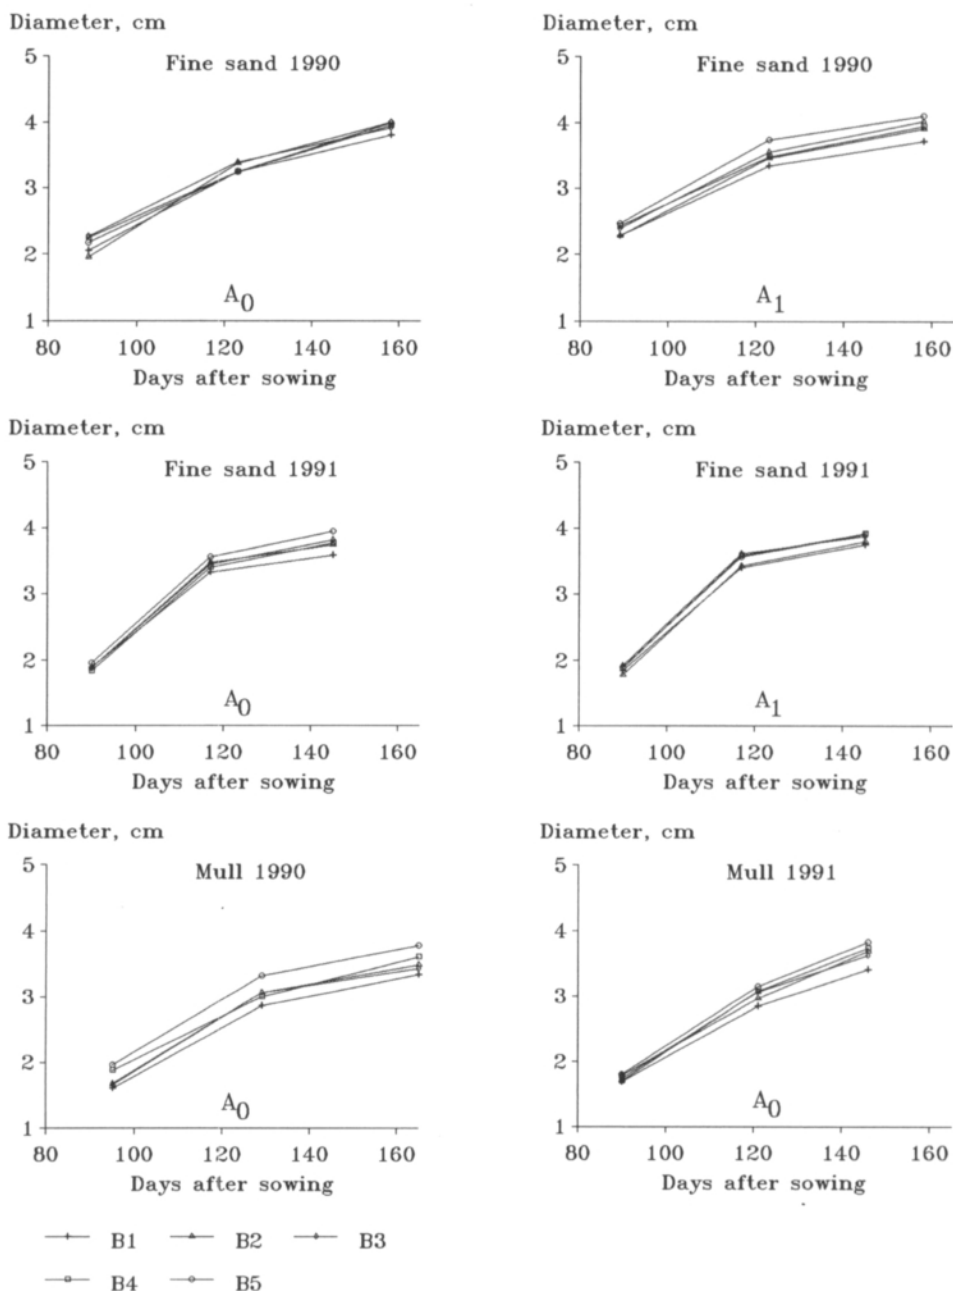 Diameter, cm
Fine sand 1990
5
4
3
2
1
A0
80 100 120 140 160
Days after sowing
Diameter, cm
Fine sand 1990
5
4
3
2
1
A1
80 100 120 140 160
Days after sowing
Diameter, cm
Fine sand 1991
5
4
3
2
1
A0
80 100 120 140 160
Days after sowing
Diameter, cm
Fine sand 1991
5
4
3
2
1
A1
80 100 120 140 160
Days after sowing
Diameter, cm
Mull 1990
5
4
3
2
1
A0
80 100 120 140 160
Days after sowing
Diameter, cm
Mull 1991
5
4
3
2
1
A0
80 100 120 140 160
Days after sowing
B1 B2 B3
B4 B5